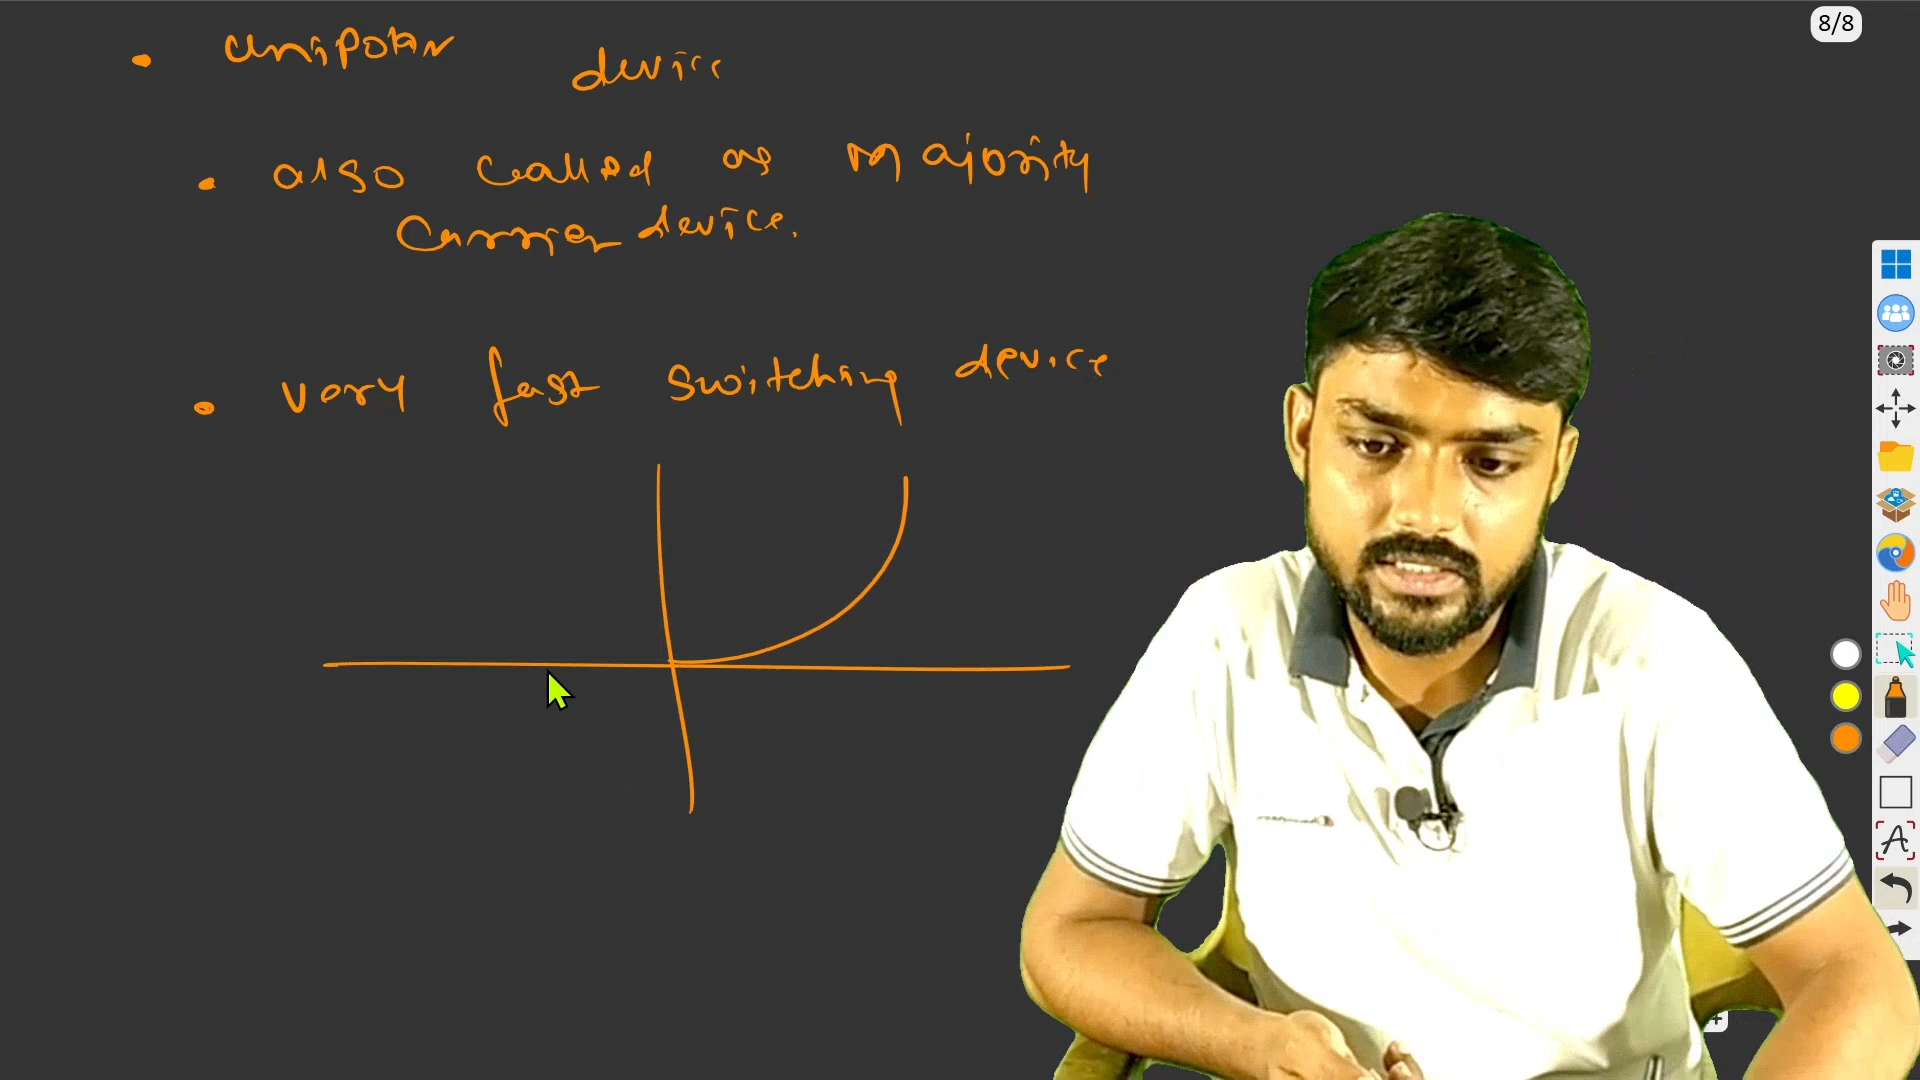 8/8
• Unipolar device
• also called as majority
carrier device.
• very fast switching device